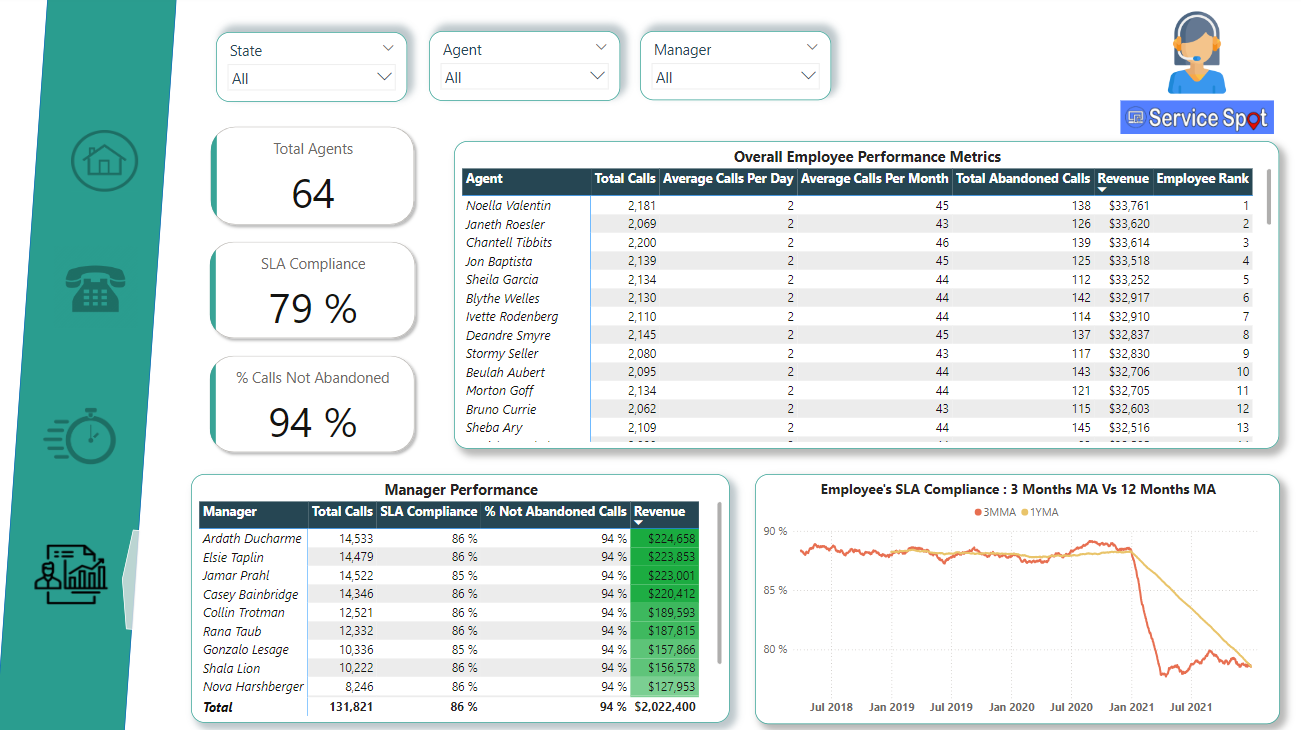 State
All
Agent
All
Manager
All
Service Spot
Total Agents
64
SLA Compliance
79 %
% Calls Not Abandoned
94 %
Overall Employee Performance Metrics
Agent Total Calls Average Calls Per Day Average Calls Per Month Total Abandoned Calls Revenue Employee Rank
Noella Valentin 2,181 2 45 138 $33,761 1
Janeth Roesler 2,069 2 43 126 $33,620 2
Chantell Tibbits 2,200 2 46 139 $33,614 3
Jon Baptista 2,139 2 45 125 $33,518 4
Sheila Garcia 2,134 2 44 112 $33,252 5
Blythe Welles 2,130 2 44 142 $32,917 6
Ivette Rodenberg 2,110 2 44 114 $32,910 7
Deandre Smyre 2,145 2 45 137 $32,837 8
Stormy Seller 2,080 2 43 117 $32,830 9
Beulah Aubert 2,095 2 44 143 $32,706 10
Morton Goff 2,134 2 44 121 $32,705 11
Bruno Currie 2,062 2 43 115 $32,603 12
Sheba Ary 2,109 2 44 145 $32,516 13
Manager Performance
Manager Total Calls SLA Compliance % Not Abandoned Calls Revenue
Ardath Ducharme 14,533 86 % 94 % $224,658
Elsie Taplin 14,479 86 % 94 % $223,853
Jamar Prahl 14,522 85 % 94 % $223,001
Casey Bainbridge 14,346 86 % 94 % $220,412
Collin Trotman 12,521 86 % 94 % $189,593
Rana Taub 12,332 86 % 94 % $187,815
Gonzalo Lesage 10,336 85 % 94 % $157,866
Shala Lion 10,222 86 % 94 % $156,578
Nova Harshberger 8,246 86 % 94 % $127,953
Total 131,821 86 % 94 % $2,022,400
Employee's SLA Compliance : 3 Months MA Vs 12 Months MA
3MMA 1YMA
90 %
85 %
80 %
Jul 2018 Jan 2019 Jul 2019 Jan 2020 Jul 2020 Jan 2021 Jul 2021